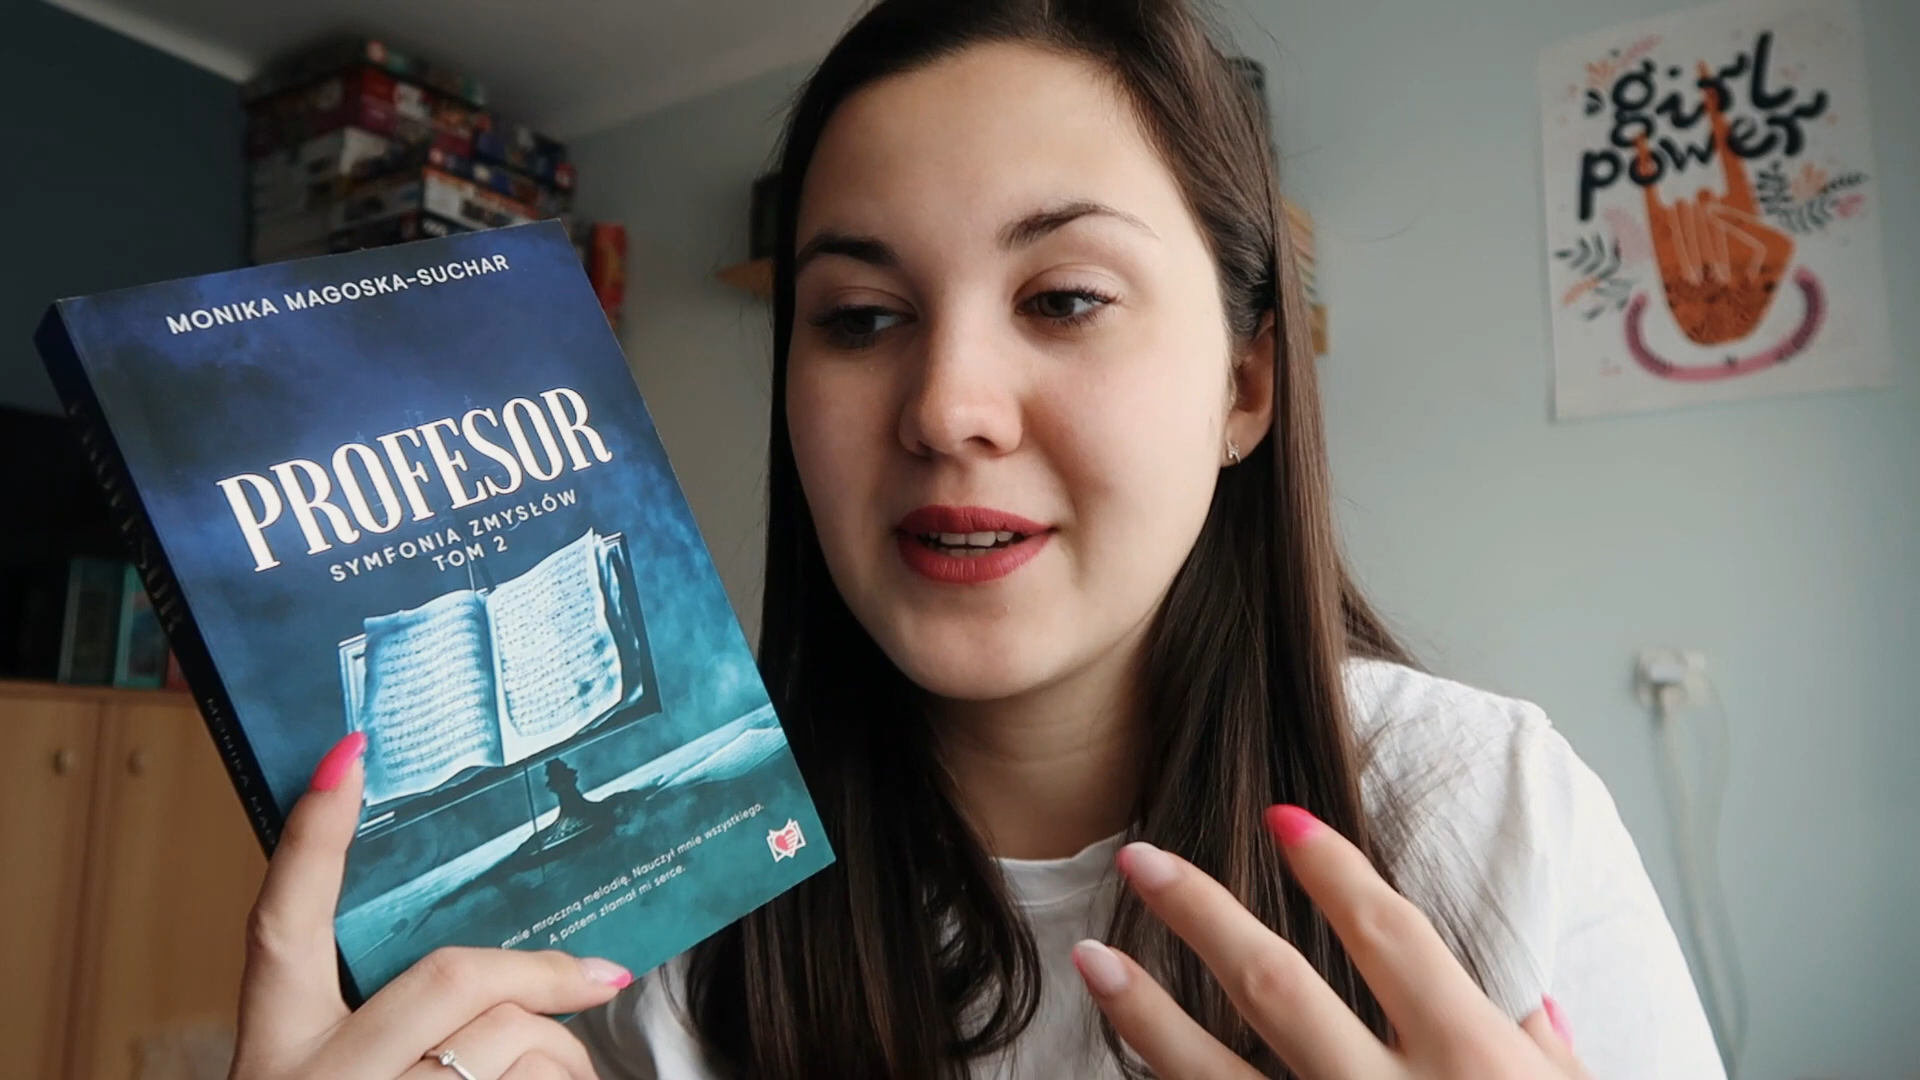 MONIKA MAGOSKA-SUCHAR
PROFESOR
SYMFONIA ZMYSŁÓW
TOM 2
mnie mroczną melodię. Nauczył mnie wszystkiego.
A potem złamał mi serce.
girl
power